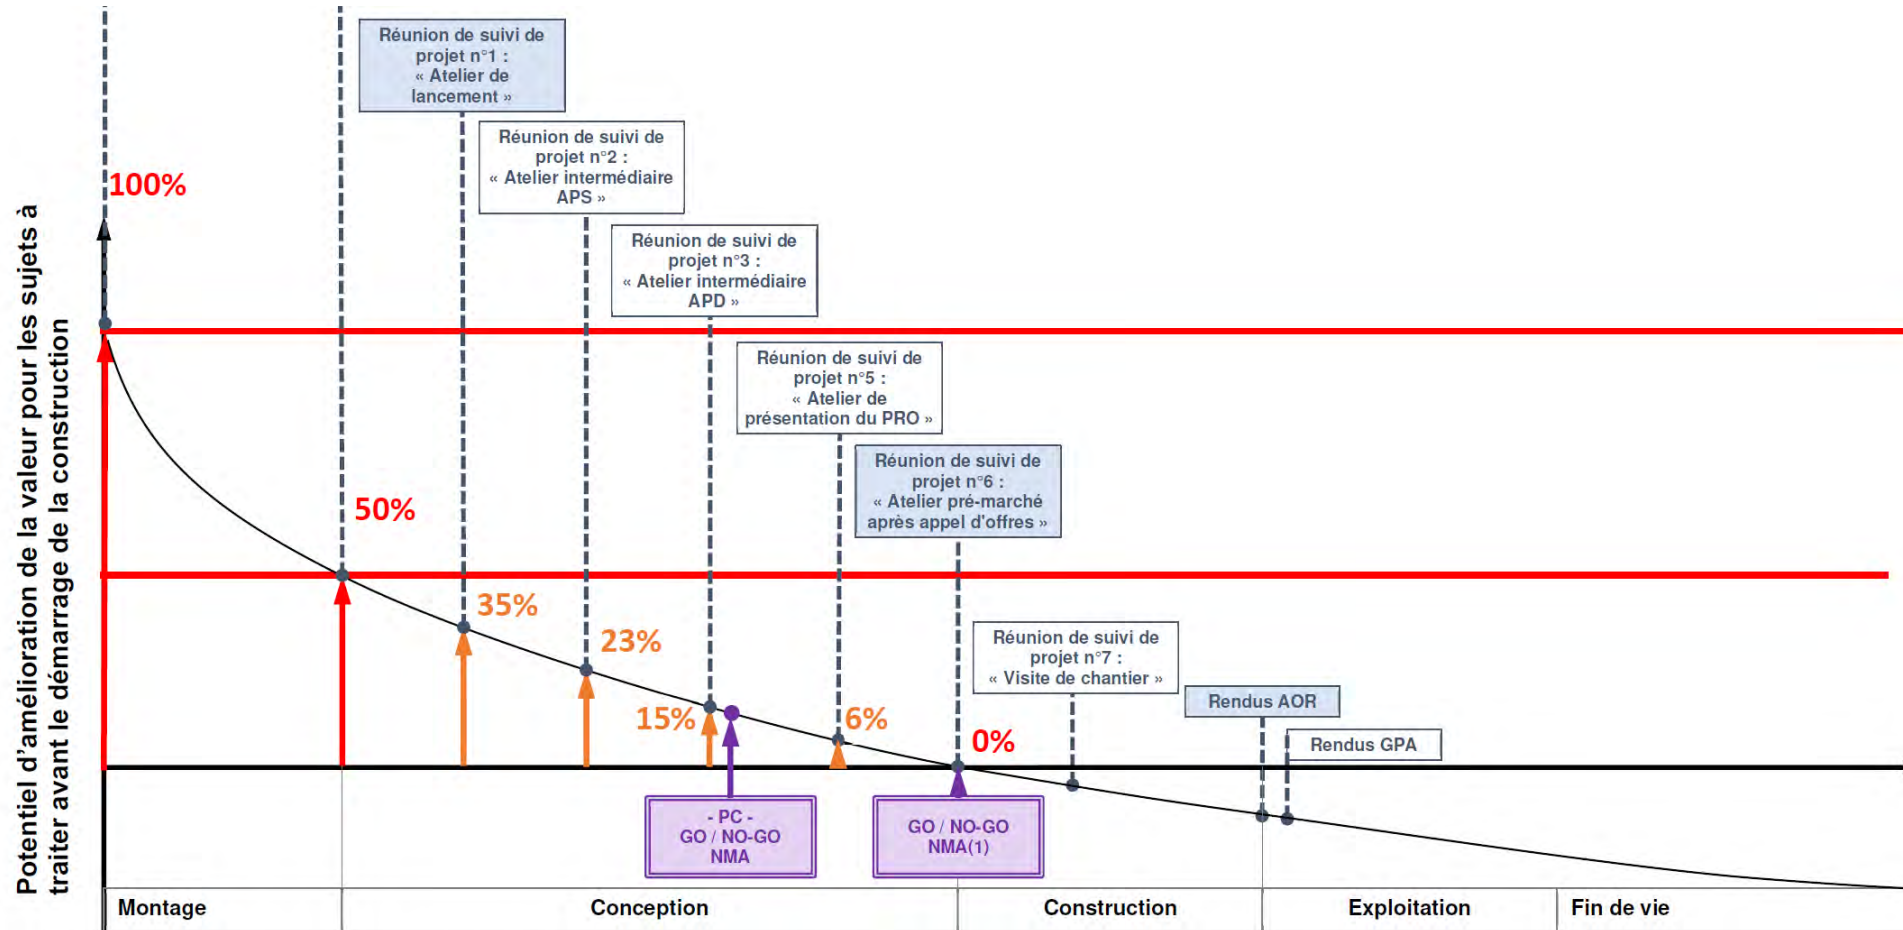 Potentiel d'amélioration de la valeur pour les sujets à
traiter avant le démarrage de la construction
100%
Réunion de suivi de
projet n°1 :
« Atelier de
lancement »
Réunion de suivi de
projet n°2 :
« Atelier intermédiaire
APS »
Réunion de suivi de
projet n°3 :
« Atelier intermédiaire
APD »
Réunion de suivi de
projet n°5 :
« Atelier de
présentation du PRO »
Réunion de suivi de
projet n°6 :
« Atelier pré-marché
après appel d'offres »
50%
35%
23%
15%
6%
0%
Réunion de suivi de
projet n°7 :
« Visite de chantier »
Rendus AOR
Rendus GPA
- PC -
GO / NO-GO
NMA
GO / NO-GO
NMA(1)
Montage
Conception
Construction
Exploitation
Fin de vie